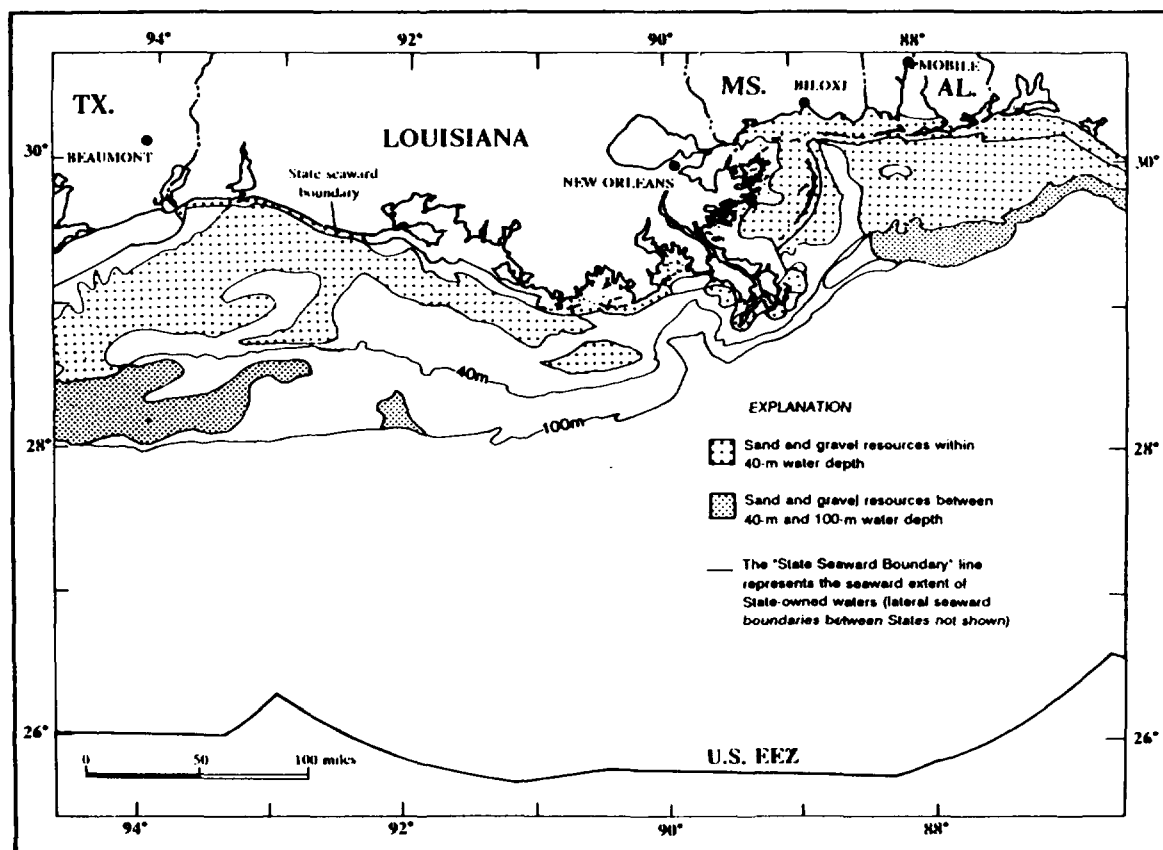 94° 92° 90° 88°
MOBILE
MS. BILOXI AL.
TX.
LOUISIANA
30° 30°
BEAUMONT
State seaward
boundary
NEW ORLEANS
40m
EXPLANATION
100m
28° 28°
Sand and gravel resources within
40-m water depth
Sand and gravel resources between
40-m and 100-m water depth
The "State Seaward Boundary" line
represents the seaward extent of
State-owned waters (lateral seaward
boundaries between States not shown)
26° 26°
U.S. EEZ
0 50 100 miles
94° 92° 90° 88°